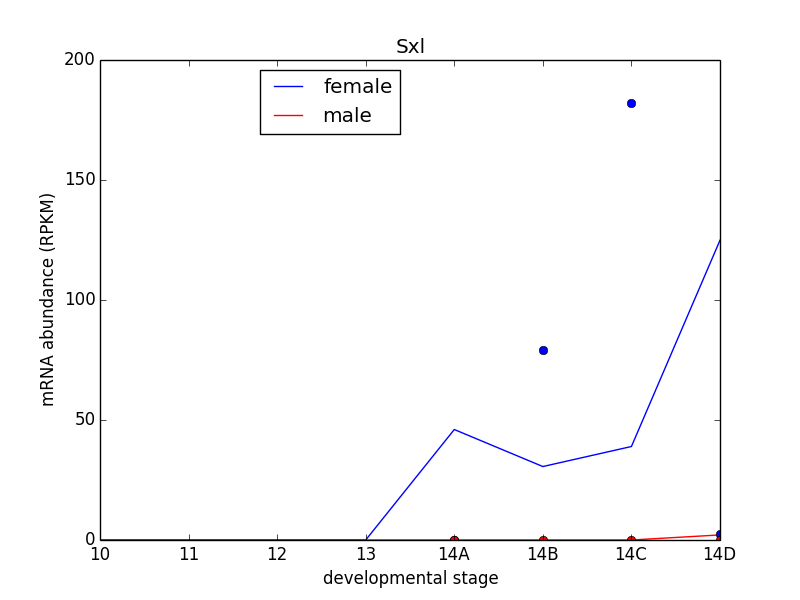 Sxl
200
female
male
150
mRNA abundance (RPKM)
100
50
0
10 11 12 13 14A 14B 14C 14D
developmental stage